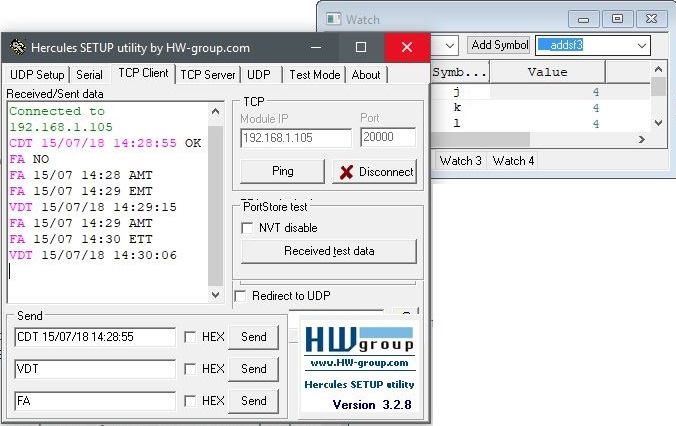 Hercules SETUP utility by HW-group.com
UDP Setup Serial TCP Client TCP Server UDP Test Mode About
Received/Sent data
Connected to
192.168.1.105
CDT 15/07/18 14:28:55 OK
FA NO
FA 15/07 14:28 AMT
FA 15/07 14:29 EMT
VDT 15/07/18 14:29:15
FA 15/07 14:29 AMT
FA 15/07 14:30 ETT
VDT 15/07/18 14:30:06
TCP
Module IP Port
192.168.1.105 20000
Ping Disconnect
PortStore test
NVT disable
Received test data
Redirect to UDP
Send
CDT 15/07/18 14:28:55 HEX Send
VDT HEX Send
FA HEX Send
HW group
www.HW-group.com
Hercules SETUP utility
Version 3.2.8
Watch
Add Symbol __addsf3
Symb... Value
j 4
k 4
l 4
Watch 3 Watch 4